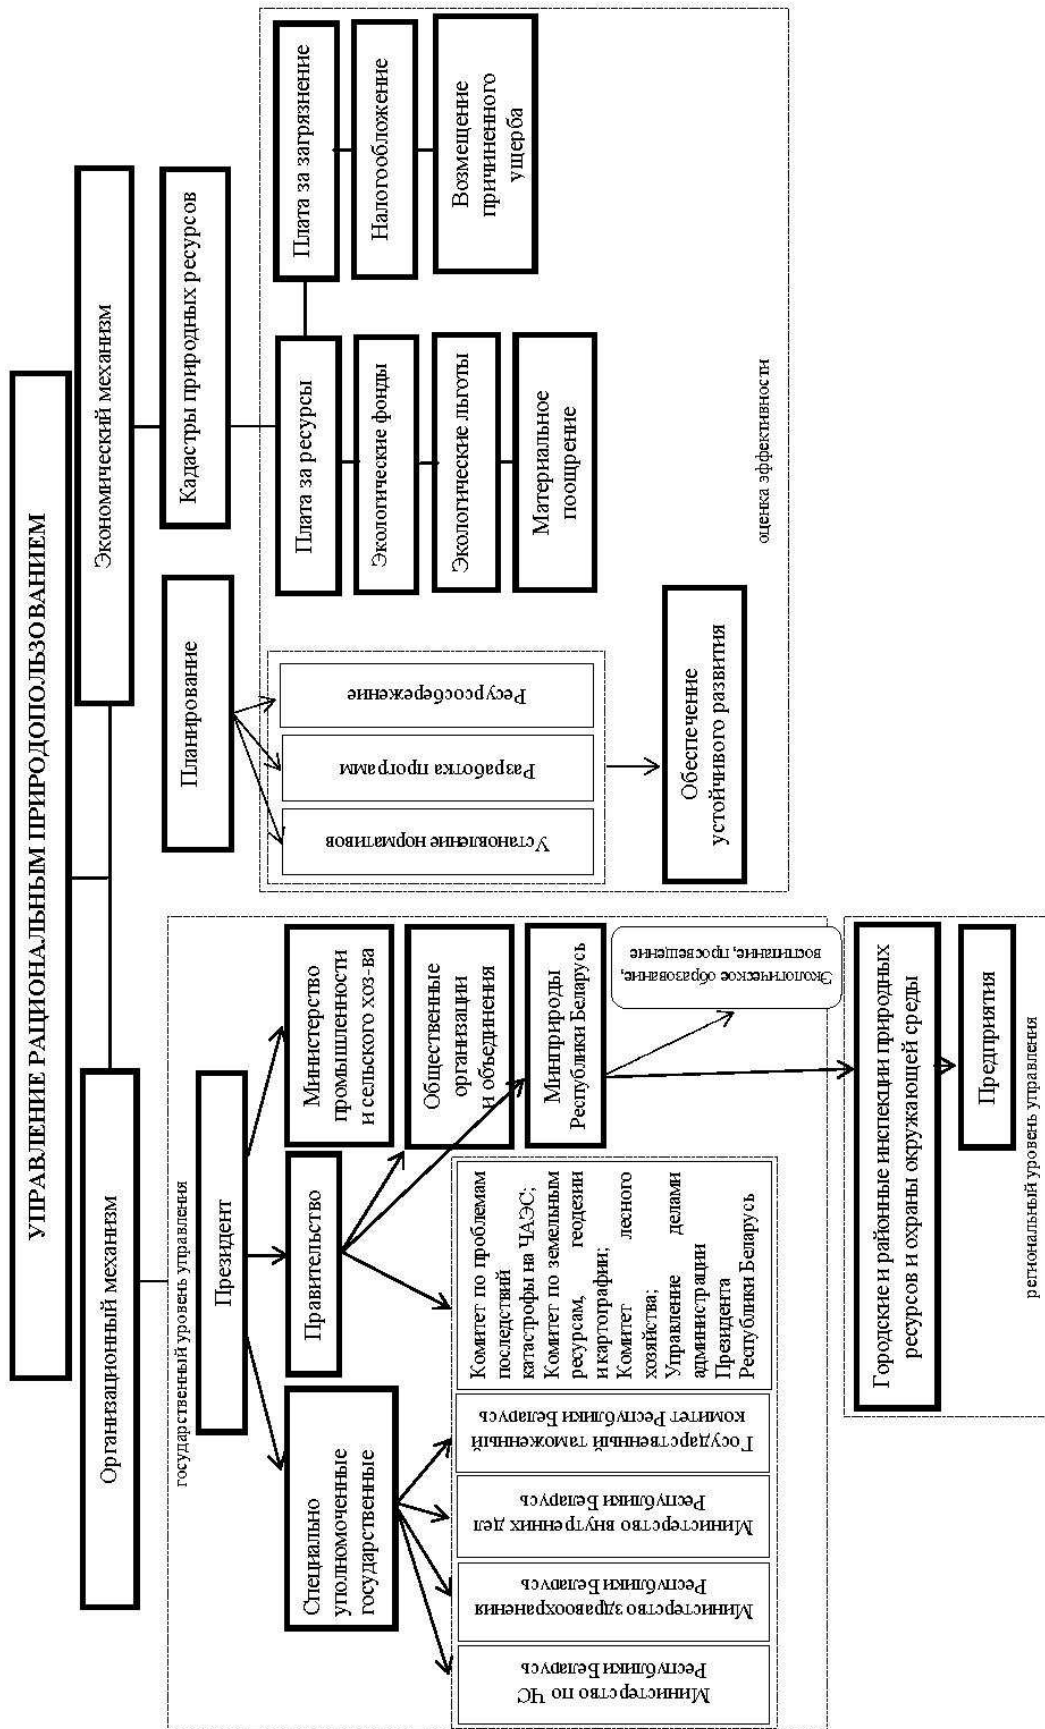 УПРАВЛЕНИЕ РАЦИОНАЛЬНЫМ ПРИРОДОПОЛЬЗОВАНИЕМ
Организационный механизм
Экономический механизм
государственный уровень управления
Президент
Планирование
Кадастры природных ресурсов
Специально
уполномоченные
государственные
Правительство
Министерство
промышленности
и сельского хоз-ва
Общественные
организации
и объединения
Минприроды
Республики Беларусь
Министерство по ЧС
Республики Беларусь
Министерство здравоохранения
Республики Беларусь
Министерство внутренних дел
Республики Беларусь
Государственный таможенный
комитет Республики Беларусь
Комитет по проблемам
последствий
катастрофы на ЧАЭС;
Комитет по земельным
ресурсам, геодезии
и картографии;
Комитет лесного
хозяйства;
Управление делами
администрации
Президента
Республики Беларусь
Экологическое образование,
воспитание, просвещение
Городские и районные инспекции природных
ресурсов и охраны окружающей среды
Предприятия
региональный уровень управления
Установление нормативов
Разработка программ
Ресурсосбережение
Обеспечение
устойчивого развития
Плата за ресурсы
Экологические фонды
Экологические льготы
Материальное
поощрение
Плата за загрязнение
Налогообложение
Возмещение
причиненного
ущерба
оценка эффективности